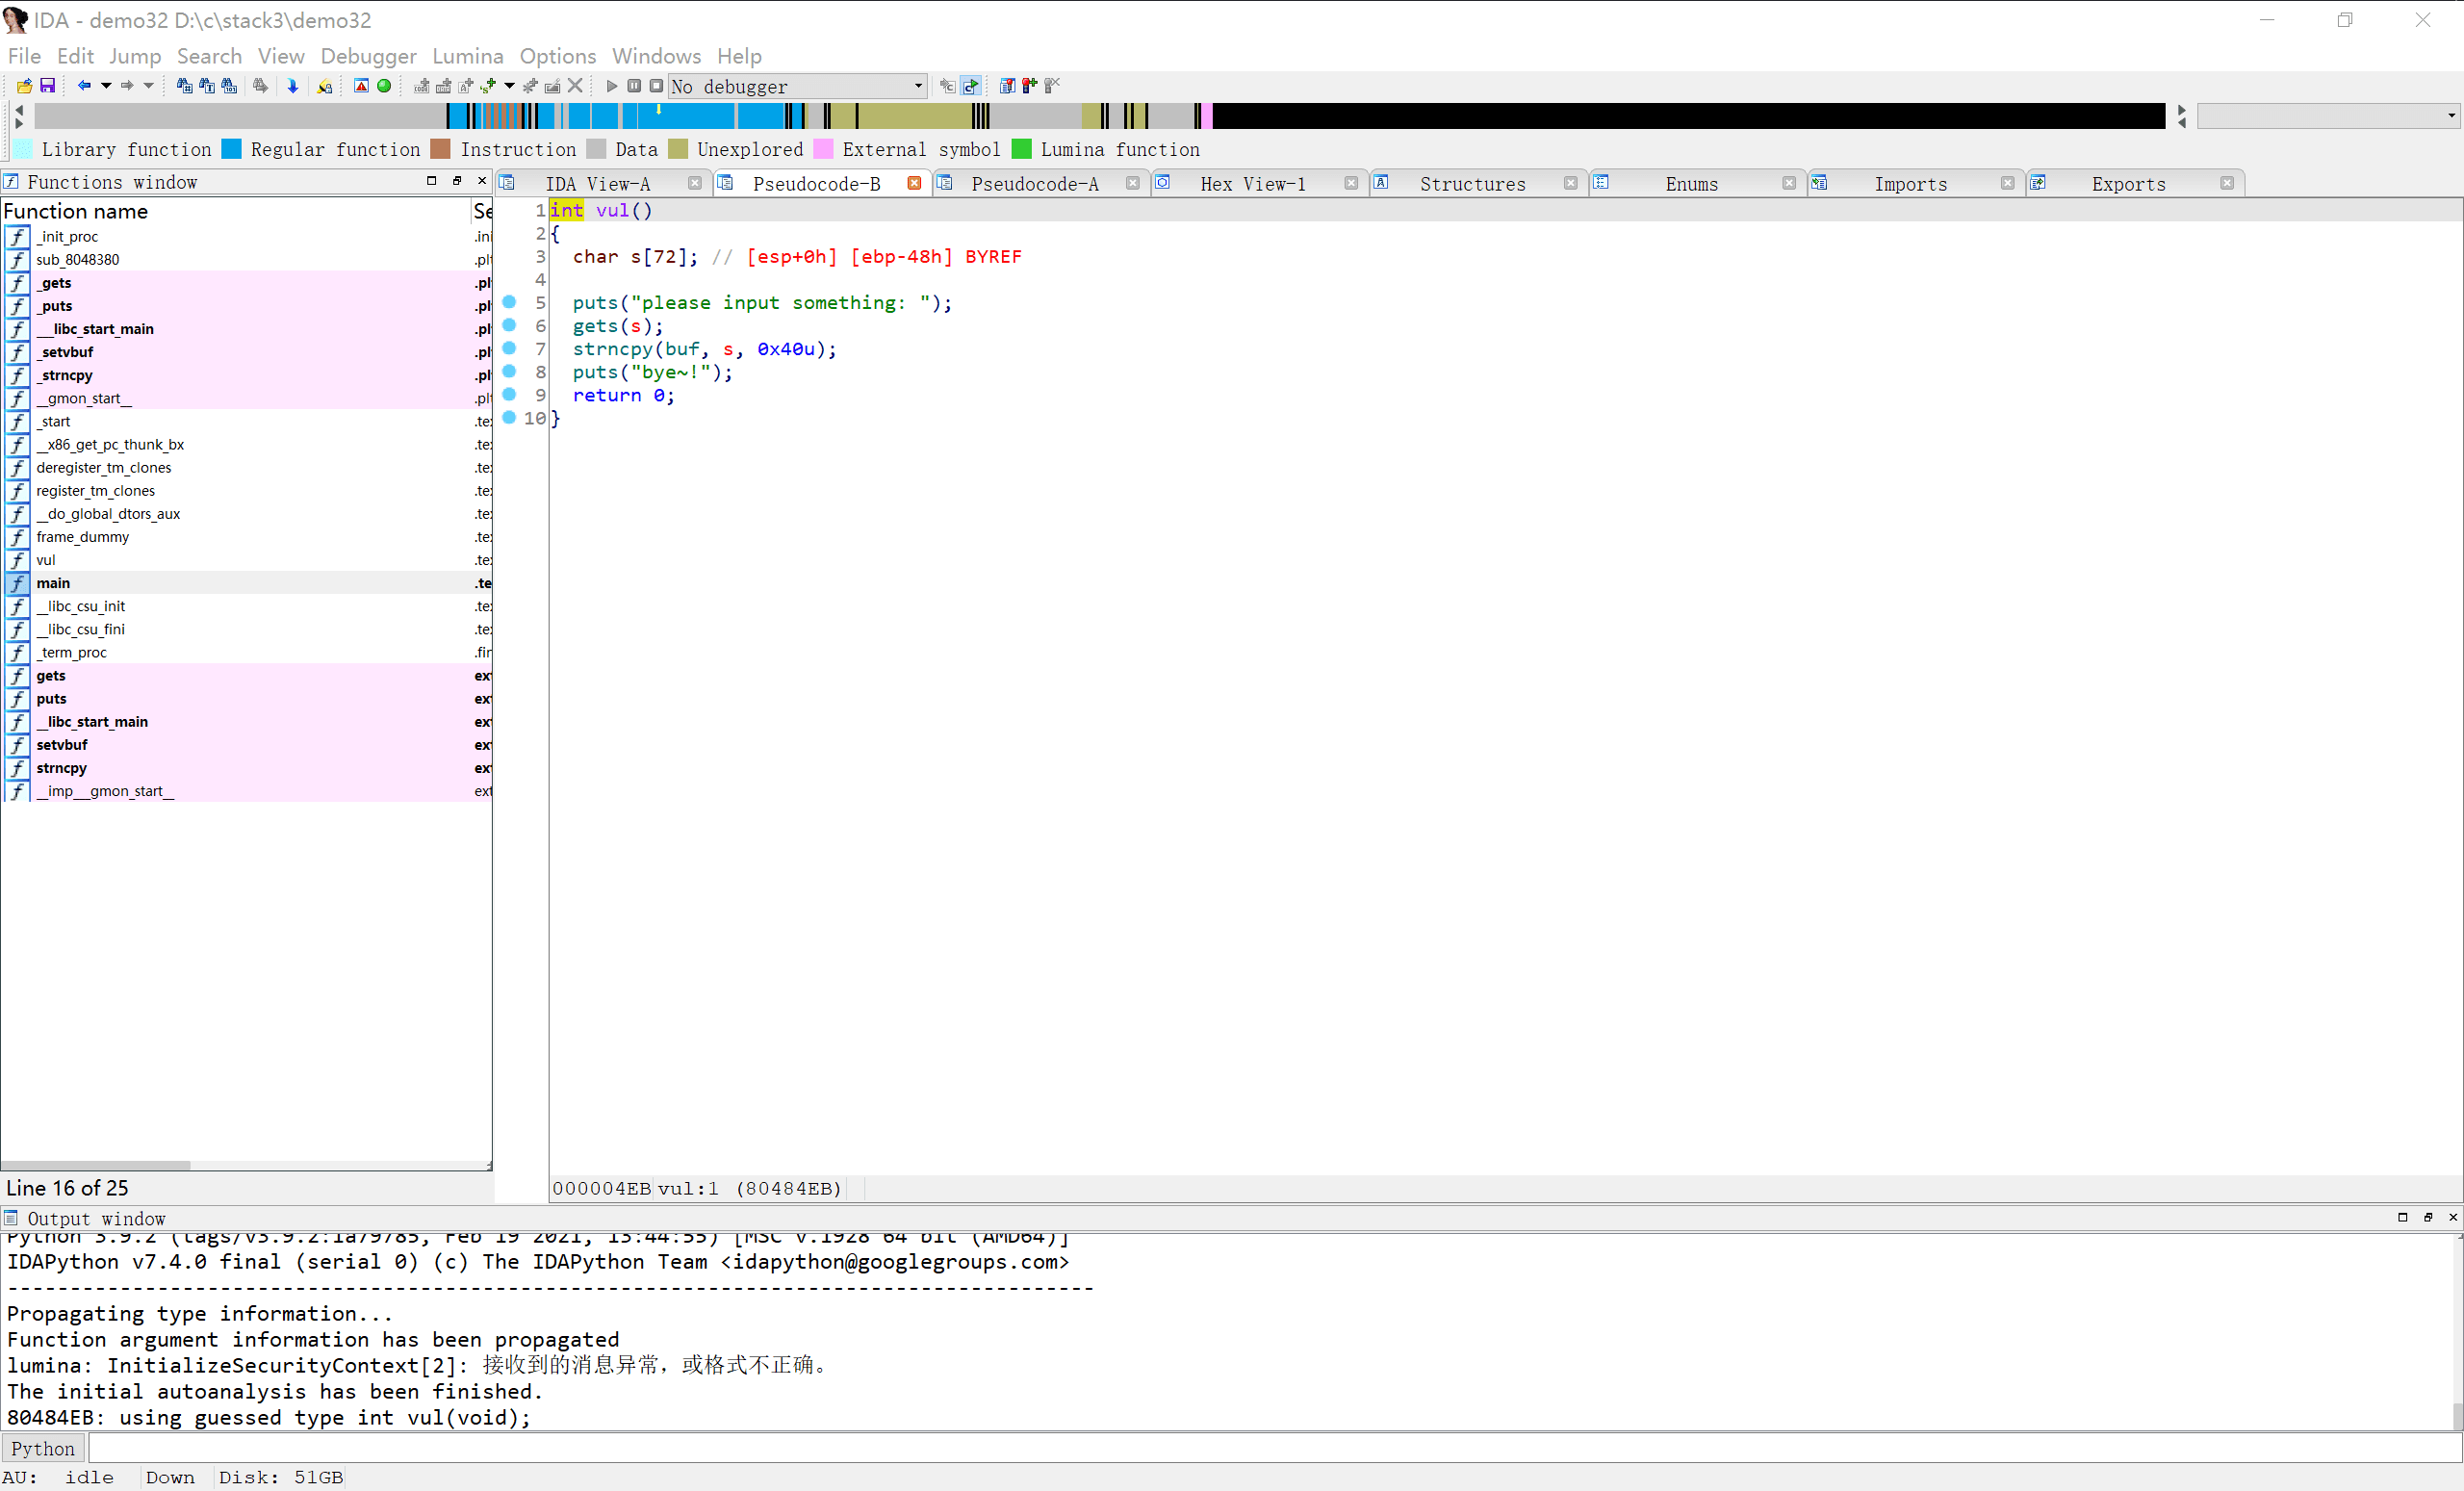 IDA - demo32 D:\c\stack3\demo32
File Edit Jump Search View Debugger Lumina Options Windows Help
No debugger
Library function Regular function Instruction Data Unexplored External symbol Lumina function
Functions window
IDA View-A Pseudocode-B Pseudocode-A Hex View-1 Structures Enums Imports Exports
Function name Se
_init_proc .ini
sub_8048380 .plt
_gets .pl
_puts .pl
__libc_start_main .pl
_setvbuf .pl
_strncpy .pl
__gmon_start__ .plt
_start .te
__x86_get_pc_thunk_bx .te
deregister_tm_clones .te
register_tm_clones .te
__do_global_dtors_aux .te
frame_dummy .te
vul .te
main .te
__libc_csu_init .te
__libc_csu_fini .te
_term_proc .fin
gets ext
puts ext
__libc_start_main ext
setvbuf ext
strncpy ext
__imp___gmon_start__ ext
Line 16 of 25
1 int vul()
2 {
3 char s[72]; // [esp+0h] [ebp-48h] BYREF
4
5 puts("please input something: ");
6 gets(s);
7 strncpy(buf, s, 0x40u);
8 puts("bye~!");
9 return 0;
10 }
000004EB vul:1 (80484EB)
Output window
Python 3.9.2 (tags/v3.9.2:1a79785, Feb 19 2021, 13:44:55) [MSC v.1928 64 bit (AMD64)]
IDAPython v7.4.0 final (serial 0) (c) The IDAPython Team <idapython@googlegroups.com>
---------------------------------------------------------------------------------------
Propagating type information...
Function argument information has been propagated
lumina: InitializeSecurityContext[2]: 接收到的消息异常，或格式不正确。
The initial autoanalysis has been finished.
80484EB: using guessed type int vul(void);
Python
AU: idle Down Disk: 51GB